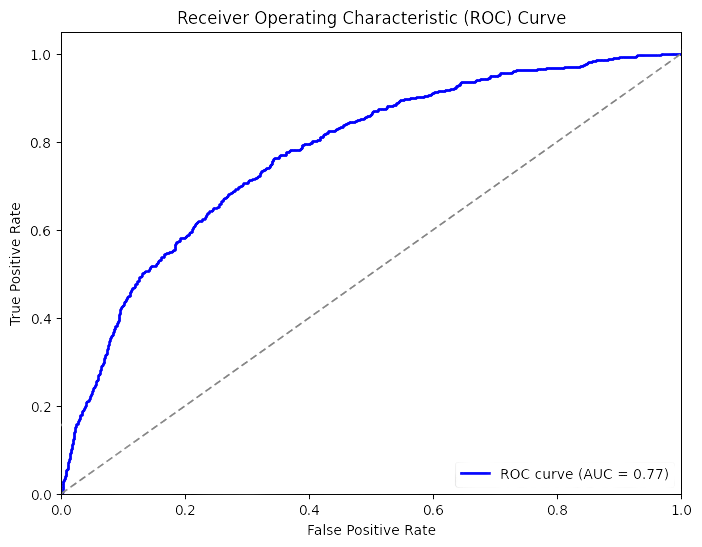 Receiver Operating Characteristic (ROC) Curve
True Positive Rate
1.0
0.8
0.6
0.4
0.2
0.0
ROC curve (AUC = 0.77)
0.0 0.2 0.4 0.6 0.8 1.0
False Positive Rate